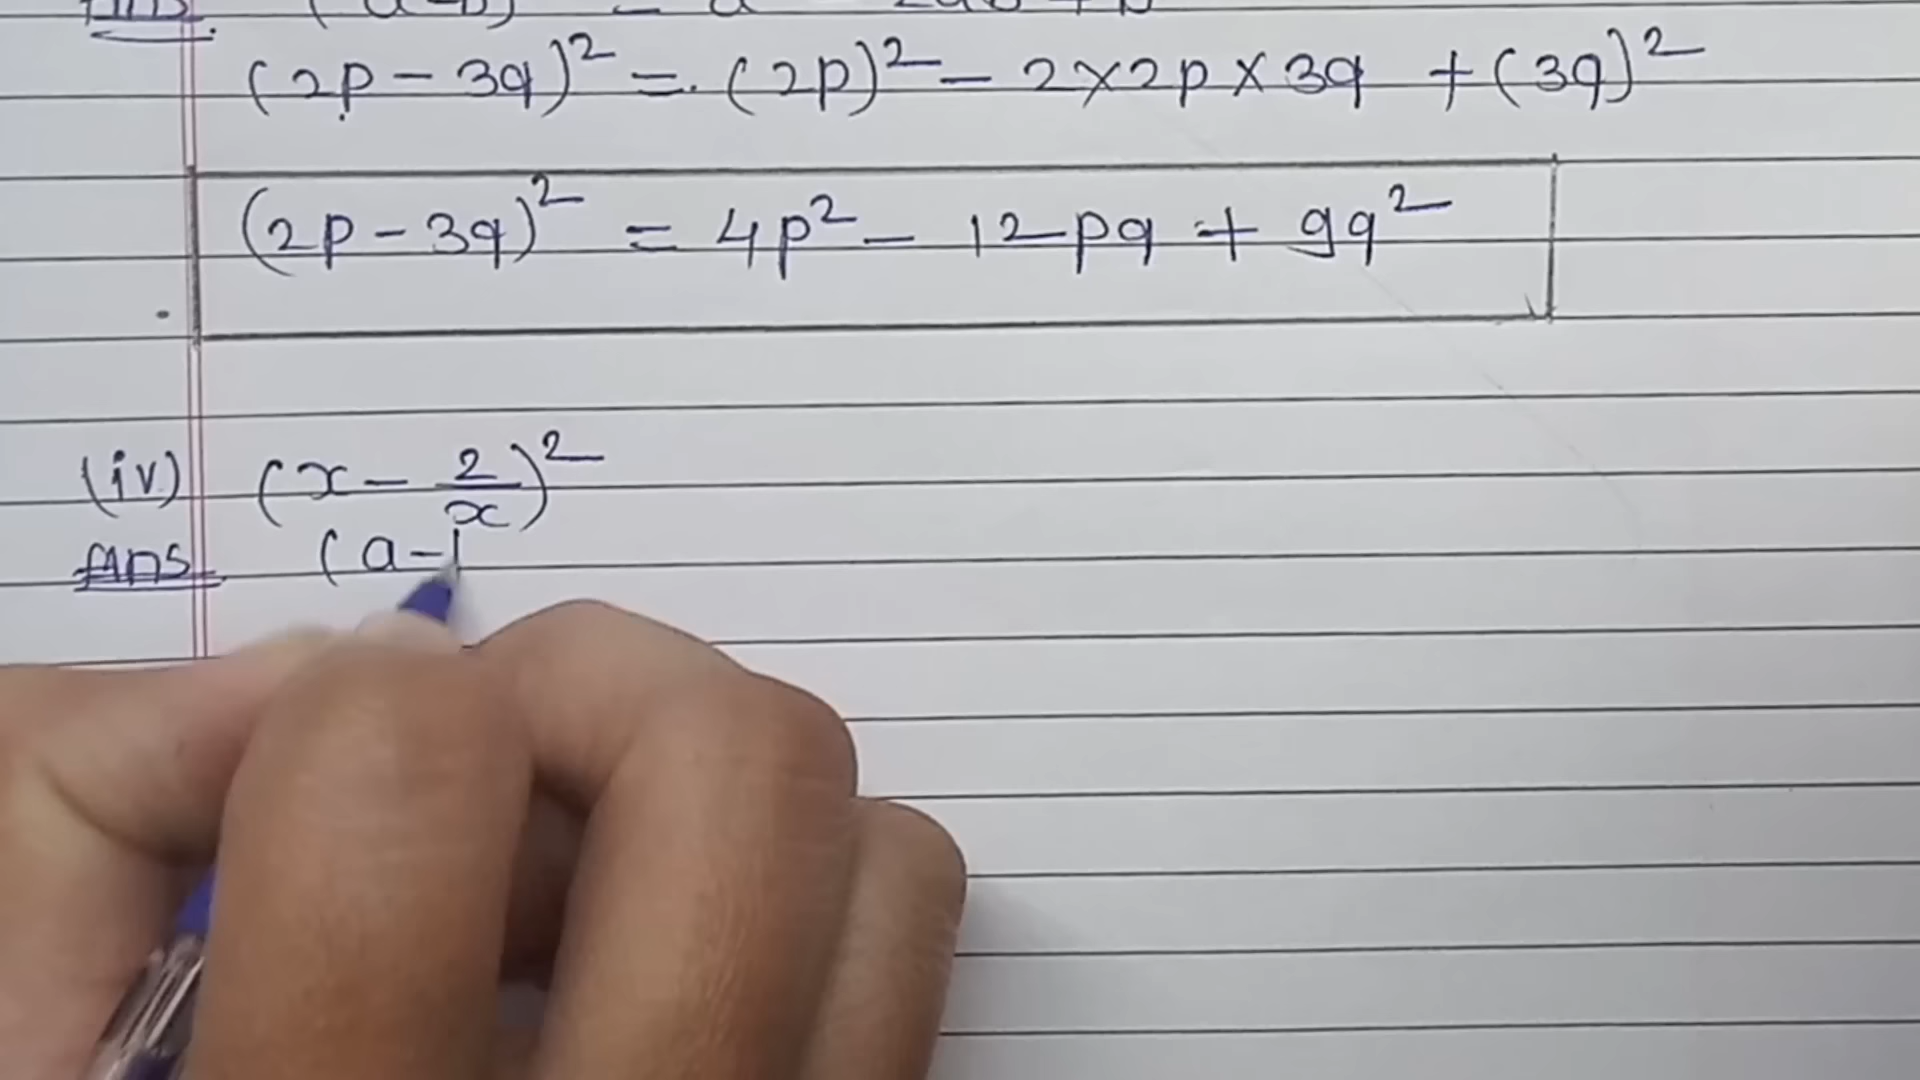 Ans.
(2p - 3q)² = (2p)² - 2×2p×3q + (3q)²
(2p - 3q)² = 4p² - 12pq + 9q²
(iv) (x - 2/x)²
Ans. (a-